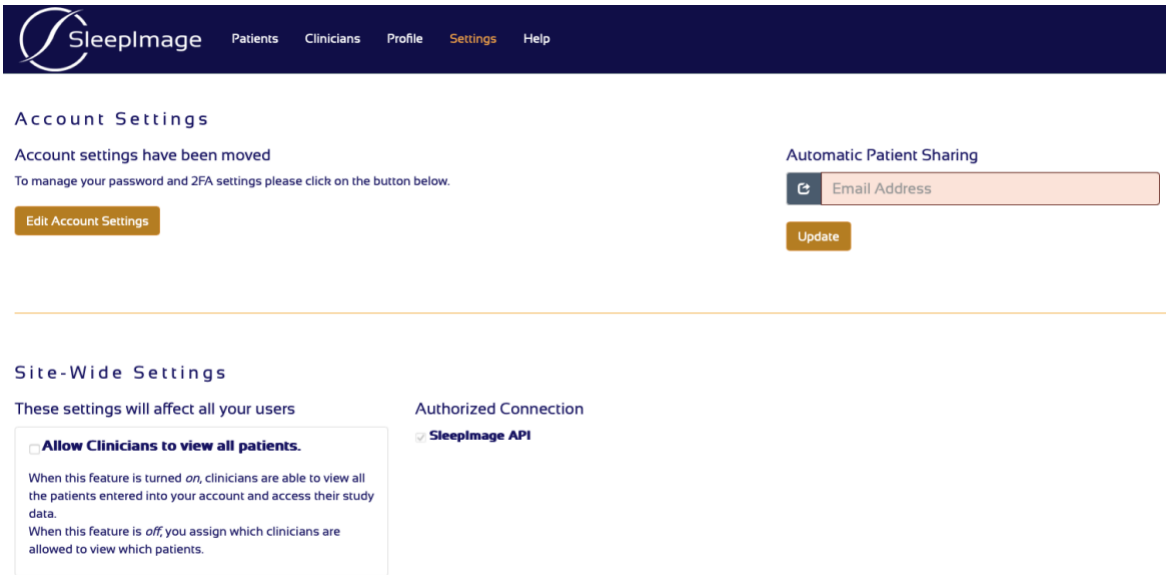 SleepImage Patients Clinicians Profile Settings Help
Account Settings
Account settings have been moved
To manage your password and 2FA settings please click on the button below.
Edit Account Settings
Automatic Patient Sharing
Email Address
Update
Site-Wide Settings
These settings will affect all your users
Allow Clinicians to view all patients.
When this feature is turned on, clinicians are able to view all
the patients entered into your account and access their study
data.
When this feature is off, you assign which clinicians are
allowed to view which patients.
Authorized Connection
SleepImage API